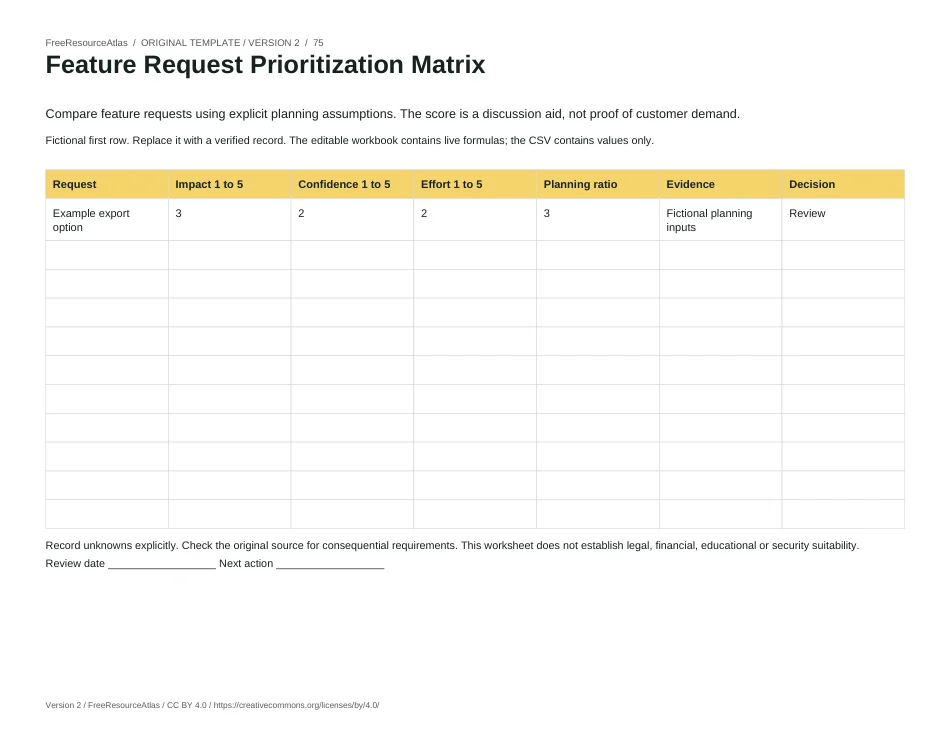 FreeResourceAtlas / ORIGINAL TEMPLATE / VERSION 2 / 75
Feature Request Prioritization Matrix
Compare feature requests using explicit planning assumptions. The score is a discussion aid, not proof of customer demand.
Fictional first row. Replace it with a verified record. The editable workbook contains live formulas; the CSV contains values only.
Request Impact 1 to 5 Confidence 1 to 5 Effort 1 to 5 Planning ratio Evidence Decision
Example export 3 2 2 3 Fictional planning Review
option inputs
Record unknowns explicitly. Check the original source for consequential requirements. This worksheet does not establish legal, financial, educational or security suitability.
Review date ___________________ Next action ___________________
Version 2 / FreeResourceAtlas / CC BY 4.0 / https://creativecommons.org/licenses/by/4.0/